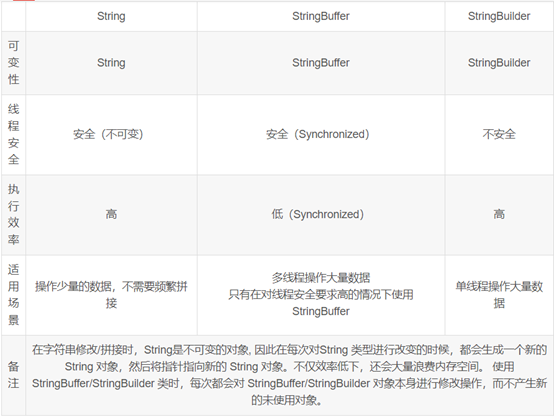 String StringBuffer StringBuilder
可变性 String StringBuffer StringBuilder
线程安全 安全（不可变） 安全（Synchronized） 不安全
执行效率 高 低（Synchronized） 高
适用场景 操作少量的数据，不需要频繁拼
接
多线程操作大量数据
只有在对线程安全要求高的情况下使用
StringBuffer
单线程操作大量数
据
备注 在字符串修改/拼接时，String是不可变的对象, 因此在每次对String 类型进行改变的时候，都会生成一个新的
String 对象，然后将指针指向新的 String 对象。不仅效率低下，还会大量浪费内存空间。 使用
StringBuffer/StringBuilder 类时，每次都会对 StringBuffer/StringBuilder 对象本身进行修改操作，而不产生新
的未使用对象。